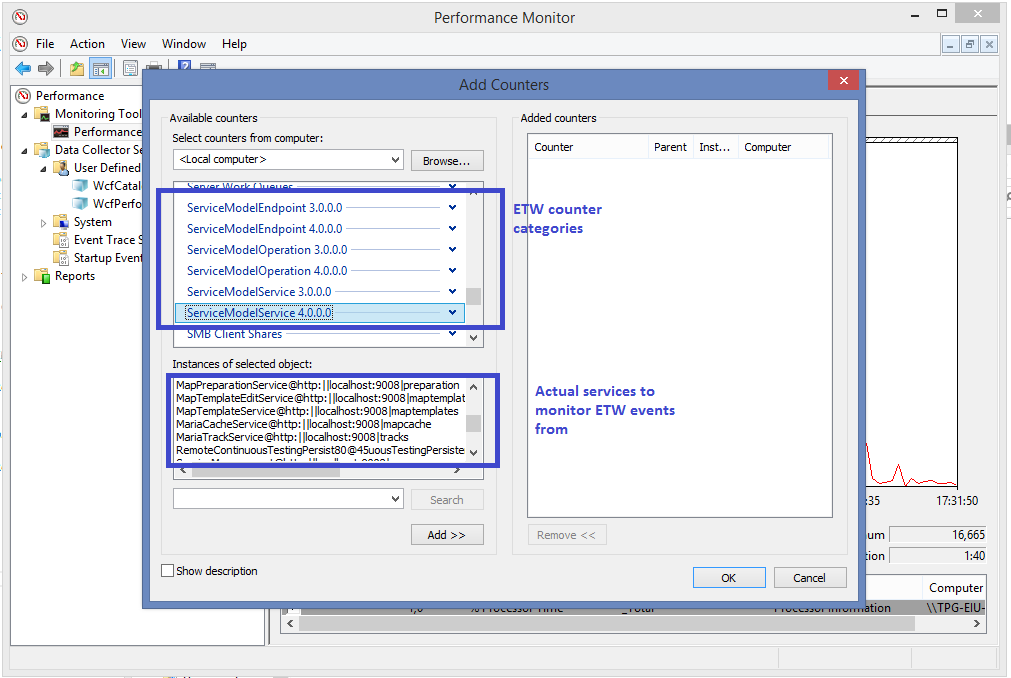 Performance Monitor
File Action View Window Help
Add Counters
Performance
Monitoring Tool
Performance
Data Collector Se
User Defined
WcfCatal
WcfPerfo
System
Event Trace S
Startup Event
Reports
Available counters
Select counters from computer:
<Local computer>
Browse...
Server Work Queues
ServiceModelEndpoint 3.0.0.0
ServiceModelEndpoint 4.0.0.0
ServiceModelOperation 3.0.0.0
ServiceModelOperation 4.0.0.0
ServiceModelService 3.0.0.0
ServiceModelService 4.0.0.0
SMB Client Shares
Instances of selected object:
MapPreparationService@http:||localhost:9008|preparation
MapTemplateEditService@http:||localhost:9008|maptemplat
MapTemplateService@http:||localhost:9008|maptemplates
MariaCacheService@http:||localhost:9008|mapcache
MariaTrackService@http:||localhost:9008|tracks
RemoteContinuousTestingPersist80@45uousTestingPersiste
Search
Add >>
Show description
Added counters
Counter Parent Inst... Computer
ETW counter
categories
Actual services to
monitor ETW events
from
Remove <<
OK Cancel
:35 17:31:50
um 16,665
tion 1:40
Computer
1,0 % Processor Time _Total Processor Information \\TPG-EIU-